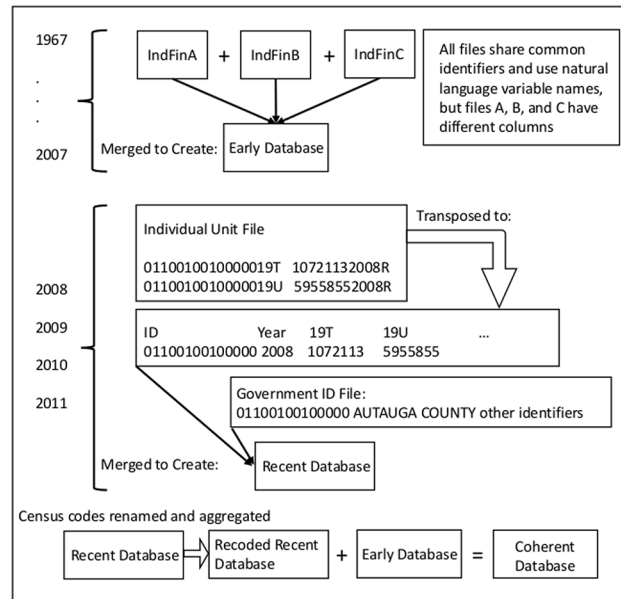 1967
.
.
.
2007
IndFinA + IndFinB + IndFinC
Merged to Create: Early Database
All files share common
identifiers and use natural
language variable names,
but files A, B, and C have
different columns
2008
2009
2010
2011
Individual Unit File
0110010010000019T 10721132008R
0110010010000019U 59558552008R
Transposed to:
ID Year 19T 19U ...
01100100100000 2008 1072113 5955855
Government ID File:
01100100100000 AUTAUGA COUNTY other identifiers
Merged to Create: Recent Database
Census codes renamed and aggregated
Recent Database
Recoded Recent
Database
+
Early Database
=
Coherent
Database